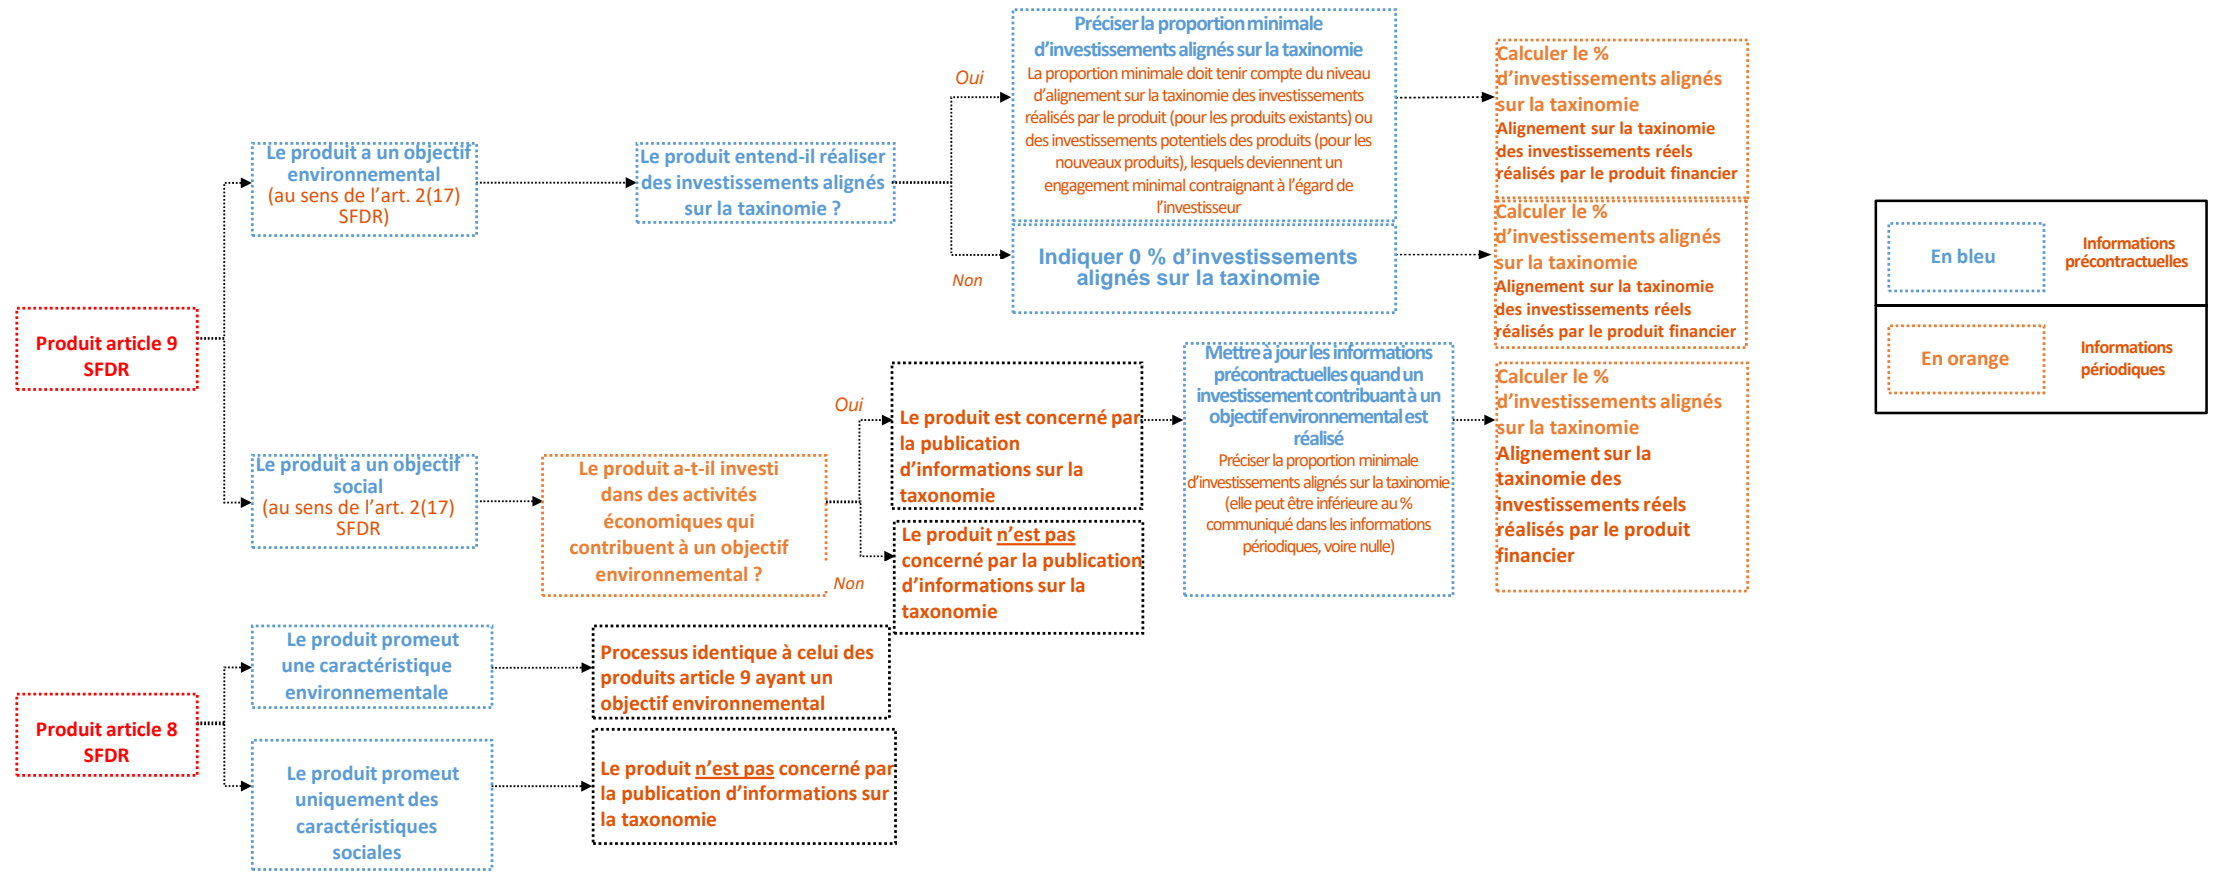 Produit article 9
SFDR
Le produit a un objectif
environnemental
(au sens de l’art. 2(17)
SFDR)
Le produit entend-il réaliser
des investissements alignés
sur la taxinomie ?
Oui
Préciser la proportion minimale
d’investissements alignés sur la taxinomie
La proportion minimale doit tenir compte du niveau
d’alignement sur la taxinomie des investissements
réalisés par le produit (pour les produits existants) ou
des investissements potentiels des produits (pour les
nouveaux produits), lesquels deviennent un
engagement minimal contraignant à l’égard de
l’investisseur
Calculer le %
d’investissements alignés
sur la taxinomie
Alignement sur la taxinomie
des investissements réels
réalisés par le produit financier
Non
Indiquer 0 % d’investissements
alignés sur la taxinomie
Calculer le %
d’investissements alignés
sur la taxinomie
Alignement sur la taxinomie
des investissements réels
réalisés par le produit financier
Le produit a un objectif
social
(au sens de l’art. 2(17)
SFDR
Le produit a-t-il investi
dans des activités
économiques qui
contribuent à un objectif
environnemental ?
Oui
Le produit est concerné par
la publication
d’informations sur la
taxonomie
Mettre à jour les informations
précontractuelles quand un
investissement contribuant à un
objectif environnemental est
réalisé
Préciser la proportion minimale
d’investissements alignés sur la taxinomie
(elle peut être inférieure au %
communiqué dans les informations
périodiques, voire nulle)
Calculer le %
d’investissements alignés
sur la taxinomie
Alignement sur la
taxinomie des
investissements réels
réalisés par le produit
financier
Non
Le produit n’est pas
concerné par la publication
d’informations sur la
taxonomie
Produit article 8
SFDR
Le produit promeut
une caractéristique
environnementale
Processus identique à celui des
produits article 9 ayant un
objectif environnemental
Le produit promeut
uniquement des
caractéristiques
sociales
Le produit n’est pas concerné par
la publication d’informations sur
la taxonomie
En bleu
Informations
précontractuelles
En orange
Informations
périodiques